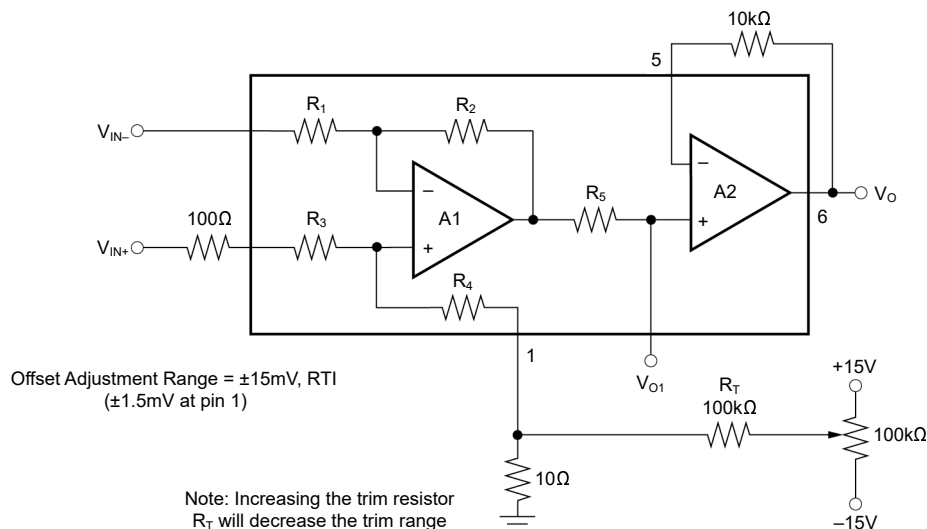 10kΩ
5
R1
R2
VIN–
A1
A2
R5
VO
6
100Ω
R3
VIN+
R4
1
VO1
Offset Adjustment Range = ±15mV, RTI
(±1.5mV at pin 1)
+15V
RT
100kΩ
100kΩ
10Ω
Note: Increasing the trim resistor
RT will decrease the trim range
–15V